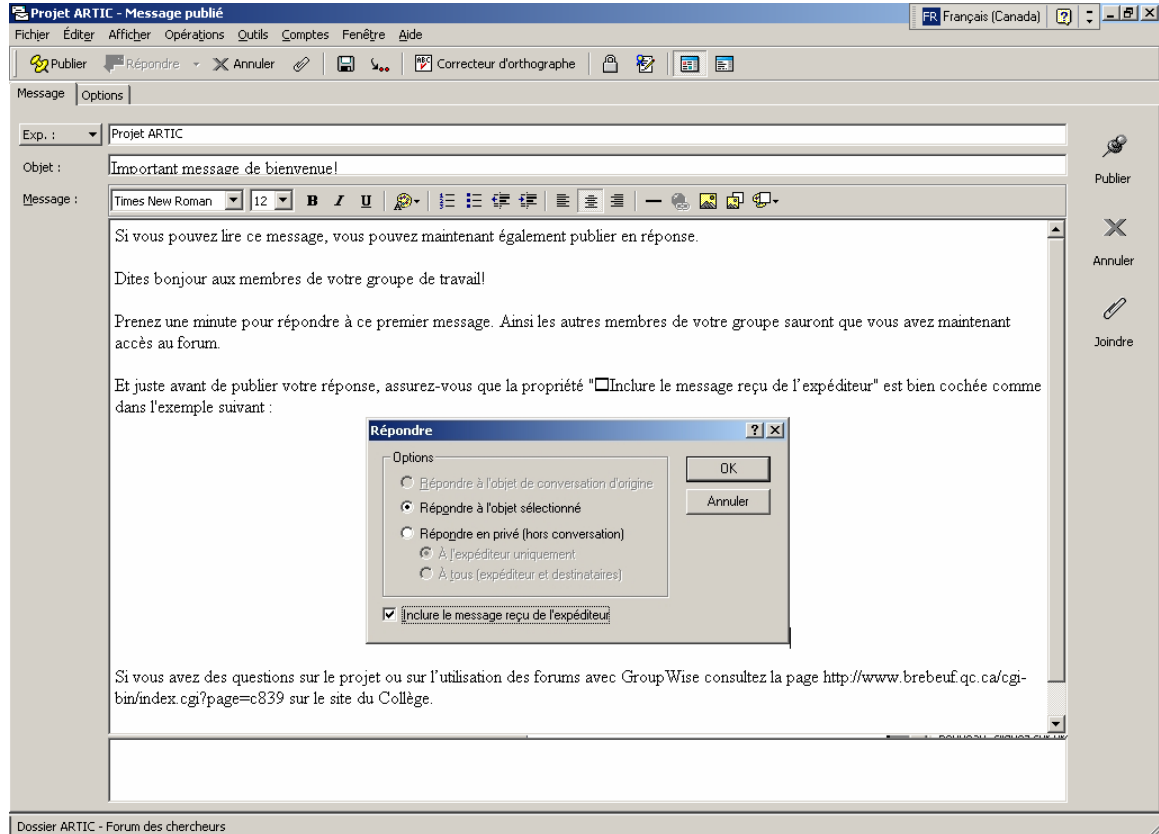 Projet ARTIC - Message publié
FR Français (Canada)
Fichier Éditer Afficher Opérations Outils Comptes Fenêtre Aide
Publier Répondre Annuler Correcteur d'orthographe
Message Options
Exp. : Projet ARTIC
Objet : Important message de bienvenue!
Message : Times New Roman 12 B I U
Publier
Annuler
Joindre
Si vous pouvez lire ce message, vous pouvez maintenant également publier en réponse.
Dites bonjour aux membres de votre groupe de travail!
Prenez une minute pour répondre à ce premier message. Ainsi les autres membres de votre groupe sauront que vous avez maintenant
accès au forum.
Et juste avant de publier votre réponse, assurez-vous que la propriété "☐Inclure le message reçu de l’expéditeur" est bien cochée comme
dans l'exemple suivant :
Répondre
Options
Répondre à l'objet de conversation d'origine
Répondre à l'objet sélectionné
Répondre en privé (hors conversation)
À l'expéditeur uniquement
À tous (expéditeur et destinataires)
Inclure le message reçu de l'expéditeur
OK
Annuler
Si vous avez des questions sur le projet ou sur l’utilisation des forums avec GroupWise consultez la page http://www.brebeuf.qc.ca/cgi-
bin/index.cgi?page=c839 sur le site du Collège.
Dossier ARTIC - Forum des chercheurs